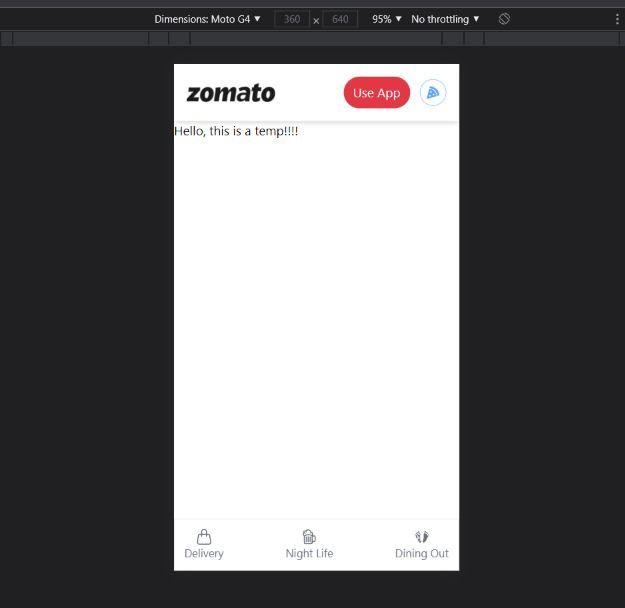 Dimensions: Moto G4 ▼ 360 × 640 95% ▼ No throttling ▼
zomato Use App
Hello, this is a temp!!!!
Delivery Night Life Dining Out